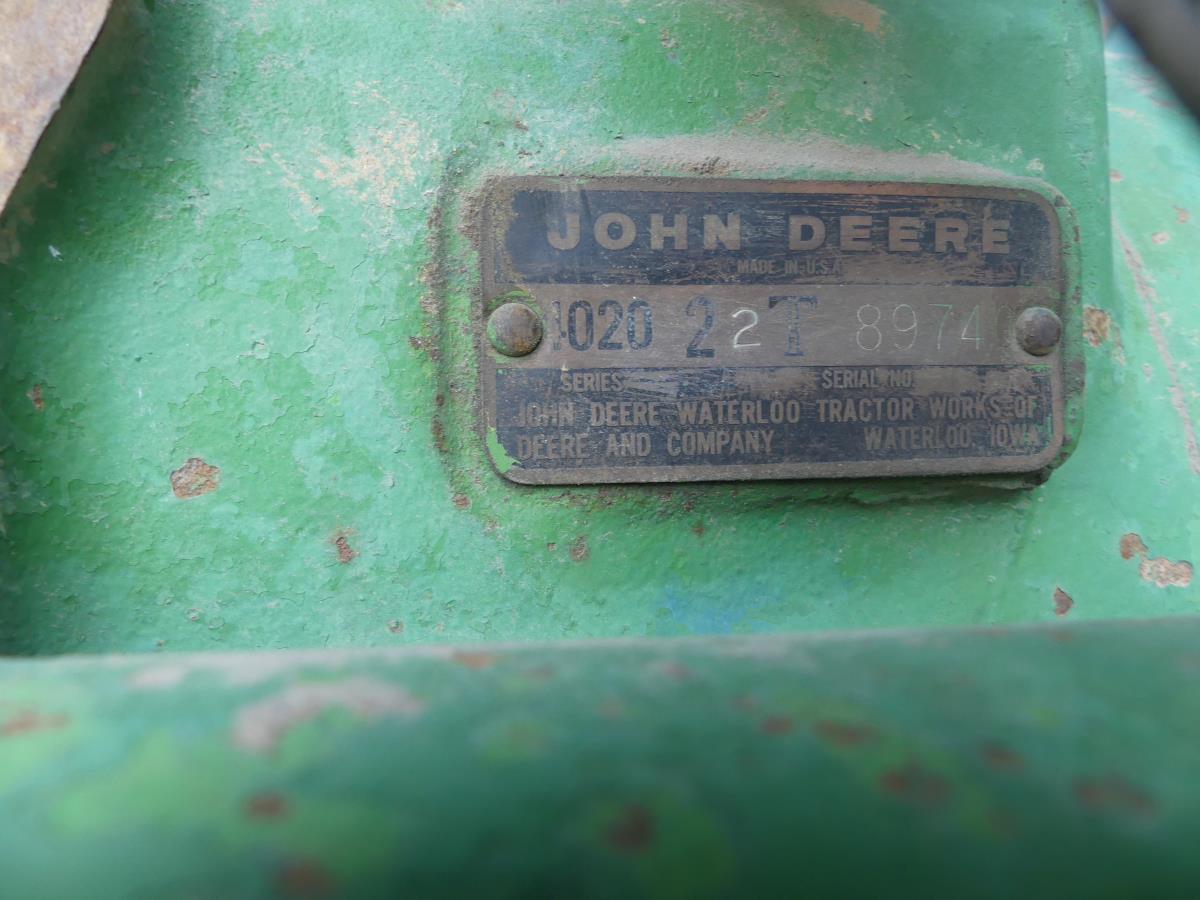 JOHN DEERE
MADE IN U.S.A.
4020 22T 8974
SERIES SERIAL NO.
JOHN DEERE WATERLOO TRACTOR WORKS OF
DEERE AND COMPANY WATERLOO, IOWA